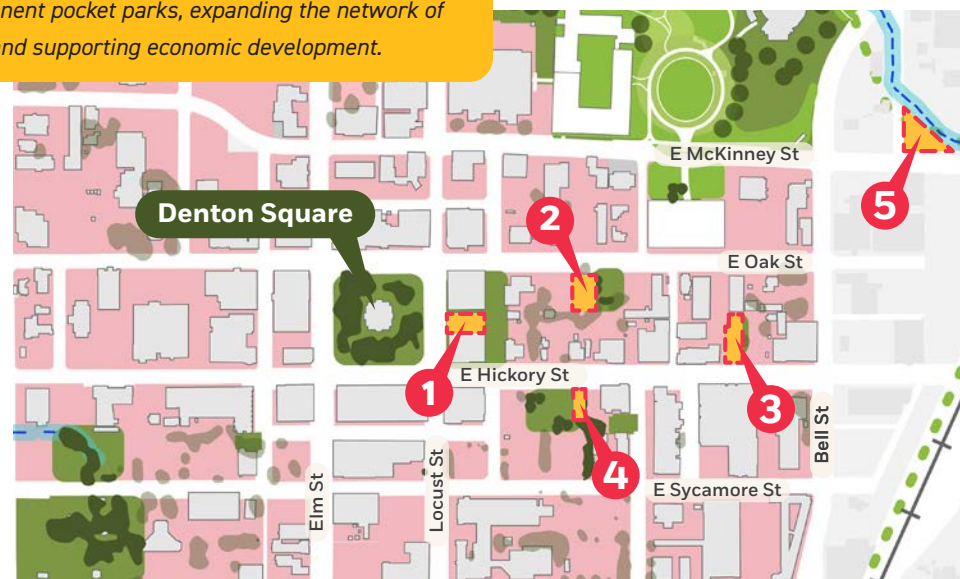 nent pocket parks, expanding the network of
nd supporting economic development.
E McKinney St
5
Denton Square
2
E Oak St
1
E Hickory St
3
4
Bell St
Elm St
Locust St
E Sycamore St